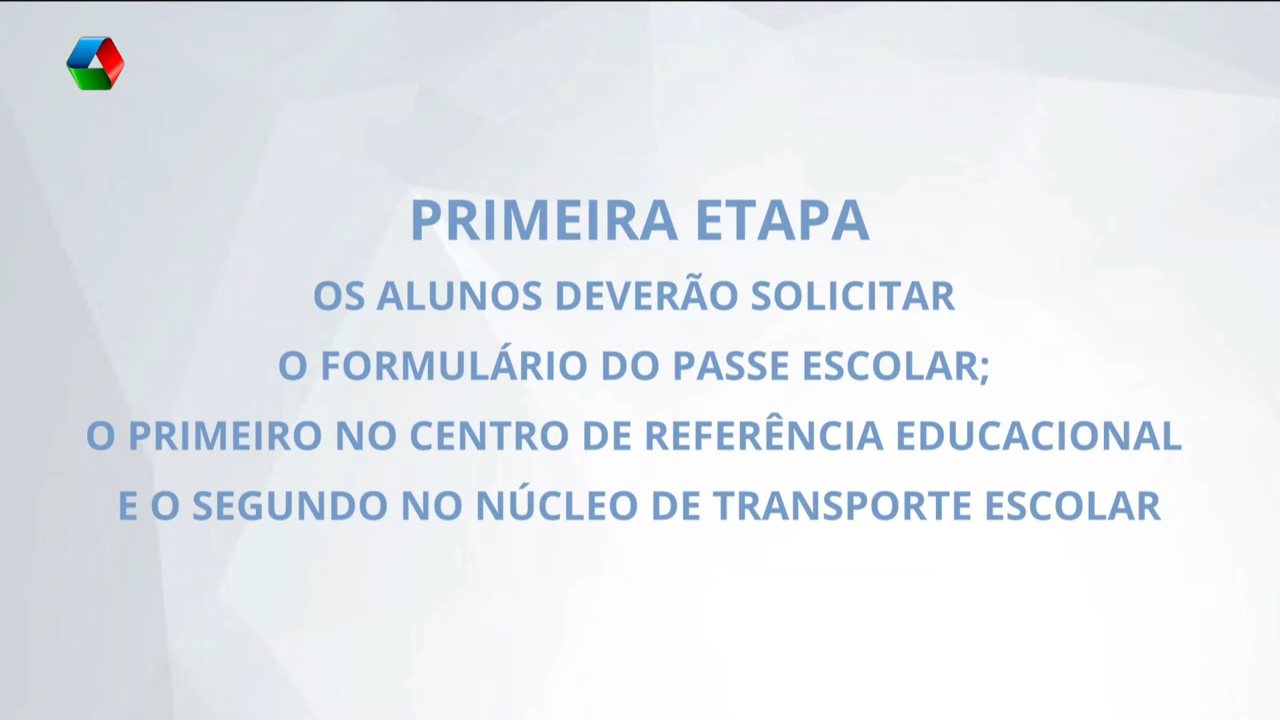 PRIMEIRA ETAPA
OS ALUNOS DEVERÃO SOLICITAR
O FORMULÁRIO DO PASSE ESCOLAR;
O PRIMEIRO NO CENTRO DE REFERÊNCIA EDUCACIONAL
E O SEGUNDO NO NÚCLEO DE TRANSPORTE ESCOLAR